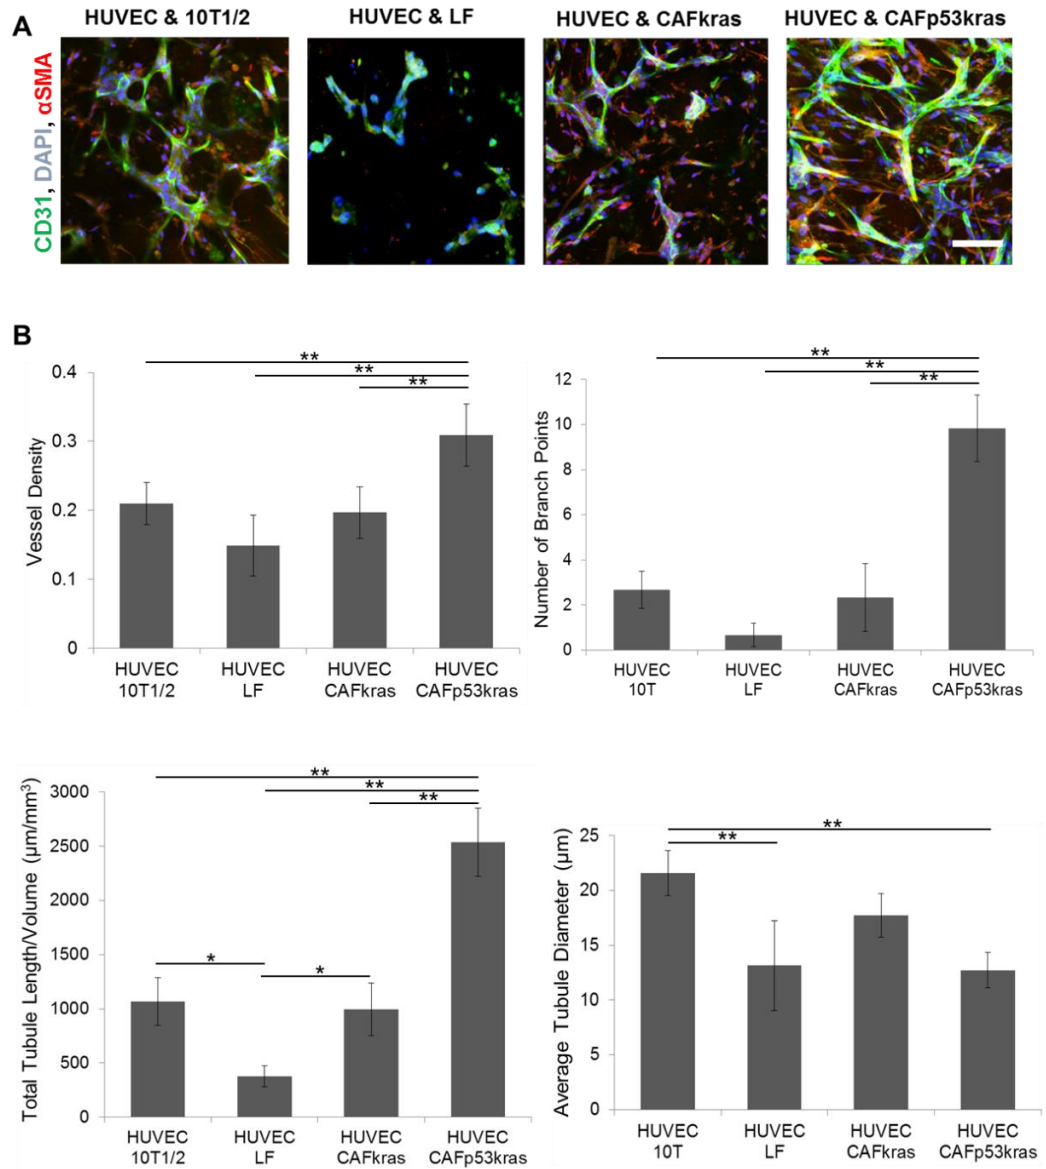 A
HUVEC & 10T1/2
HUVEC & LF
HUVEC & CAFkras
HUVEC & CAFp53kras
CD31, DAPI, αSMA
B
**
**
**
Vessel Density
0.4
0.3
0.2
0.1
0
HUVEC
10T1/2
HUVEC
LF
HUVEC
CAFkras
HUVEC
CAFp53kras
**
**
**
Number of Branch Points
12
10
8
6
4
2
0
HUVEC
10T
HUVEC
LF
HUVEC
CAFkras
HUVEC
CAFp53kras
**
**
**
*
*
Total Tubule Length/Volume (µm/mm³)
3000
2500
2000
1500
1000
500
0
HUVEC
10T1/2
HUVEC
LF
HUVEC
CAFkras
HUVEC
CAFp53kras
**
**
Average Tubule Diameter (µm)
25
20
15
10
5
0
HUVEC
10T
HUVEC
LF
HUVEC
CAFkras
HUVEC
CAFp53kras